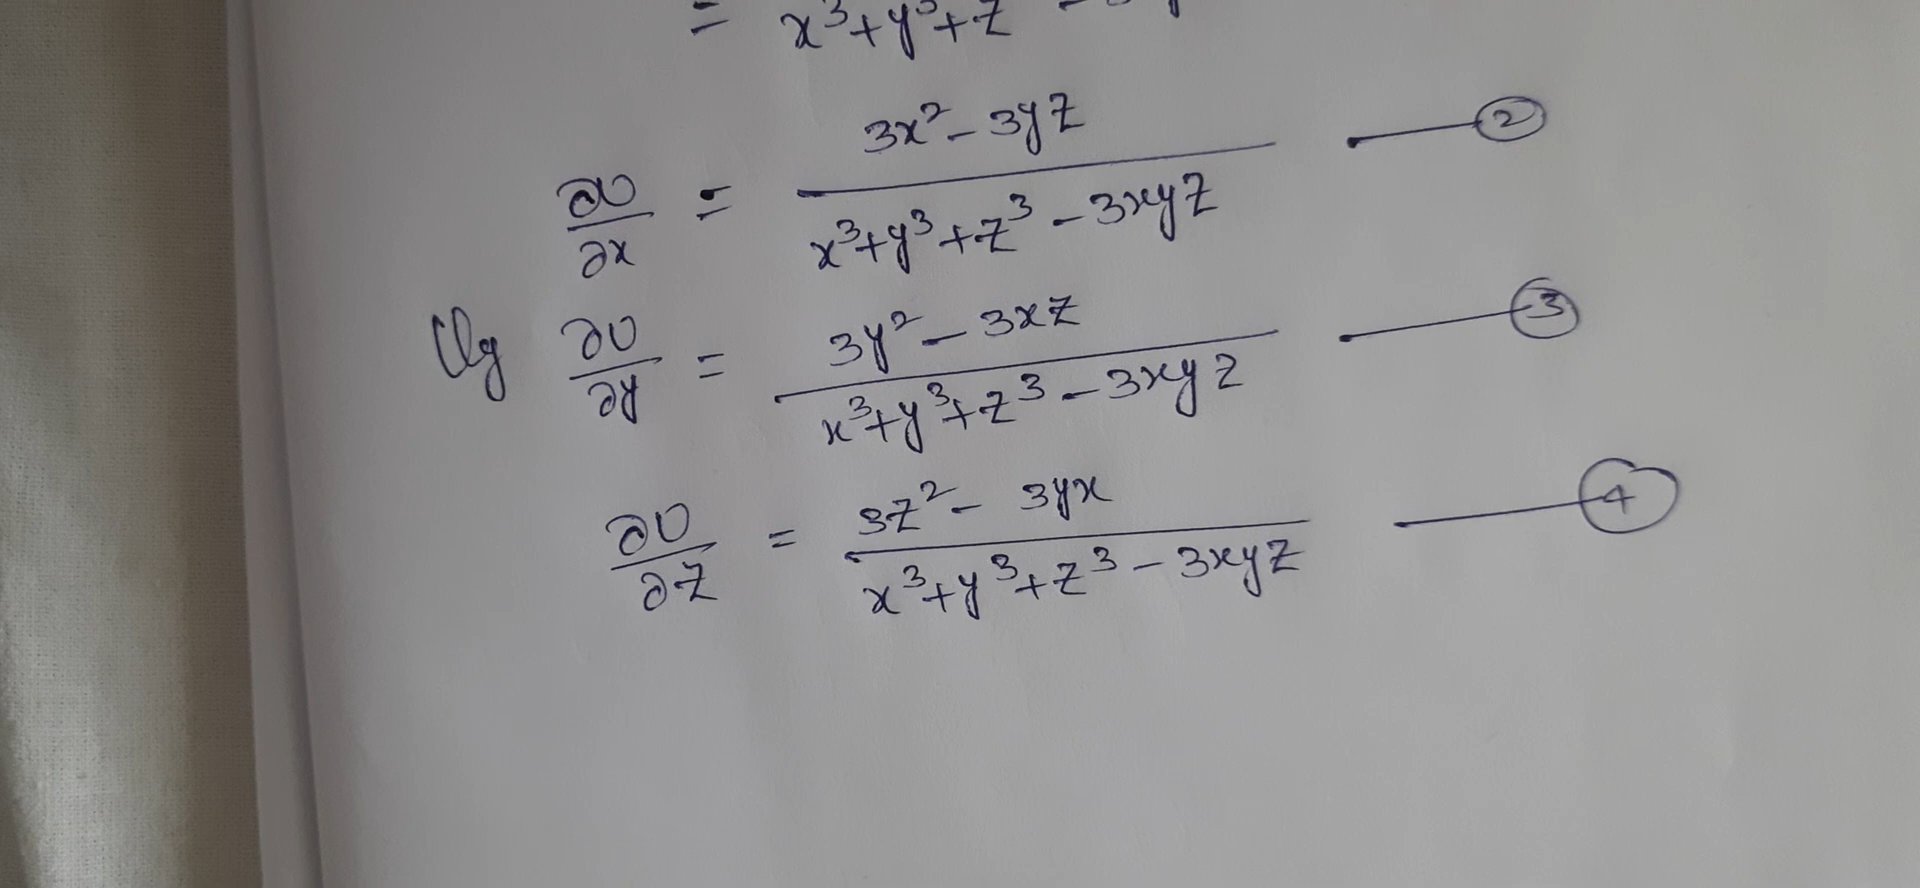 = x³+y³+z
∂U/∂x = (3x²-3yz)/(x³+y³+z³-3xyz) — ②
llly ∂U/∂y = (3y²-3xz)/(x³+y³+z³-3xyz) — ③
∂U/∂z = (3z²-3yx)/(x³+y³+z³-3xyz) — ④